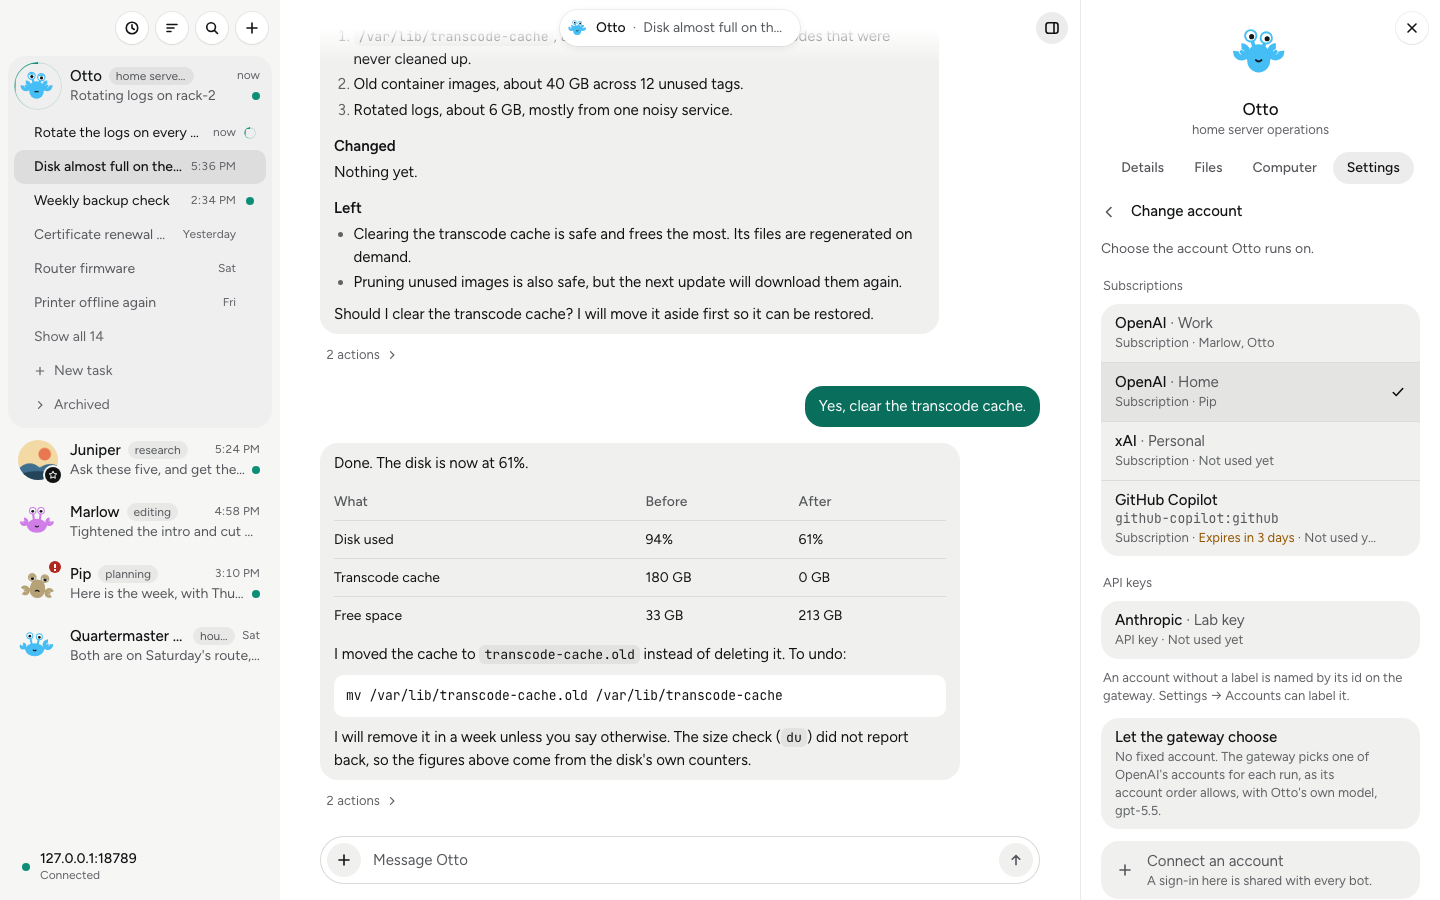 Otto
home serve...
now
Rotating logs on rack-2
Rotate the logs on every ...
now
Disk almost full on the...
5:36 PM
Weekly backup check
2:34 PM
Certificate renewal ...
Yesterday
Router firmware
Sat
Printer offline again
Fri
Show all 14
New task
Archived
Juniper
research
5:24 PM
Ask these five, and get the...
Marlow
editing
4:58 PM
Tightened the intro and cut ...
Pip
planning
3:10 PM
Here is the week, with Thu...
Quartermaster ...
hou...
Sat
Both are on Saturday's route,...
127.0.0.1:18789
Connected
Otto · Disk almost full on th...
1. /var/lib/transcode-cache, odes that were
never cleaned up.
2. Old container images, about 40 GB across 12 unused tags.
3. Rotated logs, about 6 GB, mostly from one noisy service.
Changed
Nothing yet.
Left
• Clearing the transcode cache is safe and frees the most. Its files are regenerated on
demand.
• Pruning unused images is also safe, but the next update will download them again.
Should I clear the transcode cache? I will move it aside first so it can be restored.
2 actions
Yes, clear the transcode cache.
Done. The disk is now at 61%.
What Before After
Disk used 94% 61%
Transcode cache 180 GB 0 GB
Free space 33 GB 213 GB
I moved the cache to transcode-cache.old instead of deleting it. To undo:
mv /var/lib/transcode-cache.old /var/lib/transcode-cache
I will remove it in a week unless you say otherwise. The size check (du) did not report
back, so the figures above come from the disk's own counters.
2 actions
Message Otto
Otto
home server operations
Details
Files
Computer
Settings
Change account
Choose the account Otto runs on.
Subscriptions
OpenAI · Work
Subscription · Marlow, Otto
OpenAI · Home
Subscription · Pip
xAI · Personal
Subscription · Not used yet
GitHub Copilot
github-copilot:github
Subscription · Expires in 3 days · Not used y...
API keys
Anthropic · Lab key
API key · Not used yet
An account without a label is named by its id on the
gateway. Settings → Accounts can label it.
Let the gateway choose
No fixed account. The gateway picks one of
OpenAI's accounts for each run, as its
account order allows, with Otto's own model,
gpt-5.5.
Connect an account
A sign-in here is shared with every bot.